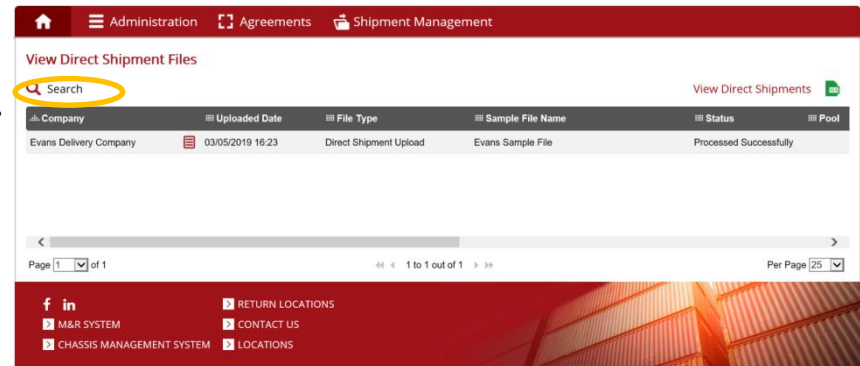 Administration Agreements Shipment Management
View Direct Shipment Files
Search View Direct Shipments
Company Uploaded Date File Type Sample File Name Status Pool
Evans Delivery Company 03/05/2019 16:23 Direct Shipment Upload Evans Sample File Processed Successfully
Page 1 of 1 1 to 1 out of 1 Per Page 25
f in RETURN LOCATIONS
M&R SYSTEM CONTACT US
CHASSIS MANAGEMENT SYSTEM LOCATIONS